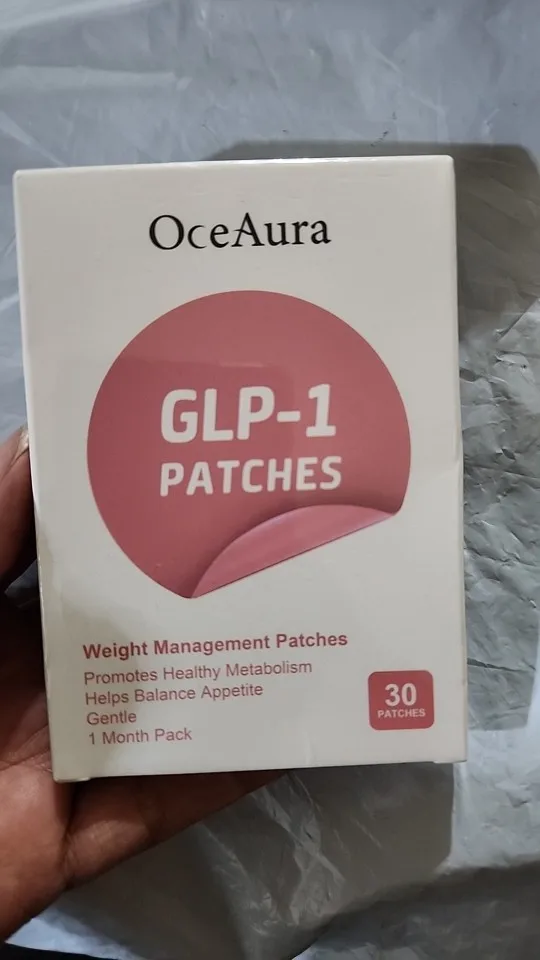 OceAura
GLP-1
PATCHES
Weight Management Patches
Promotes Healthy Metabolism
Helps Balance Appetite
Gentle
1 Month Pack
30
PATCHES